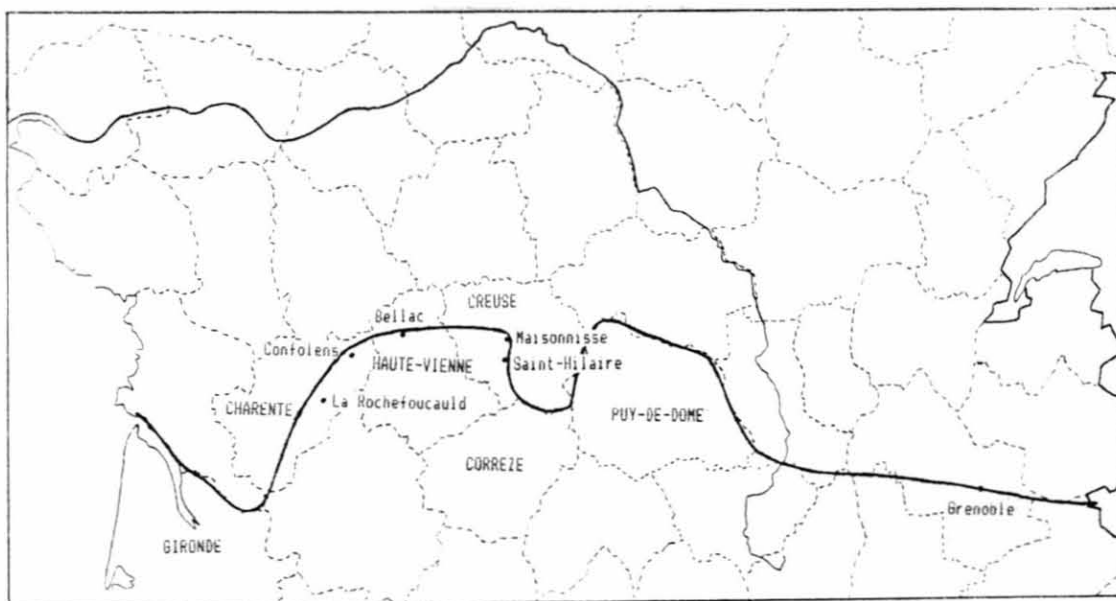 CREUSE
Bellac
Maisonnisse
Confolens
HAUTE-VIENNE
Saint-Hilaire
La Rochefoucauld
CHARENTE
PUY-DE-DOME
CORREZE
Grenoble
GIRONDE